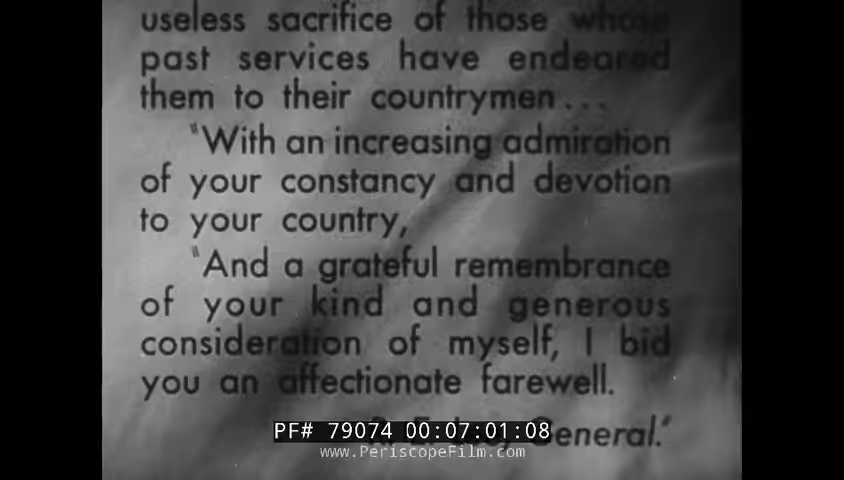 useless sacrifice of those whose
past services have endeared
them to their countrymen...
"With an increasing admiration
of your constancy and devotion
to your country,
"And a grateful remembrance
of your kind and generous
consideration of myself, I bid
you an affectionate farewell.
General."
PF# 79074 00:07:01:08
www.PeriscopeFilm.com